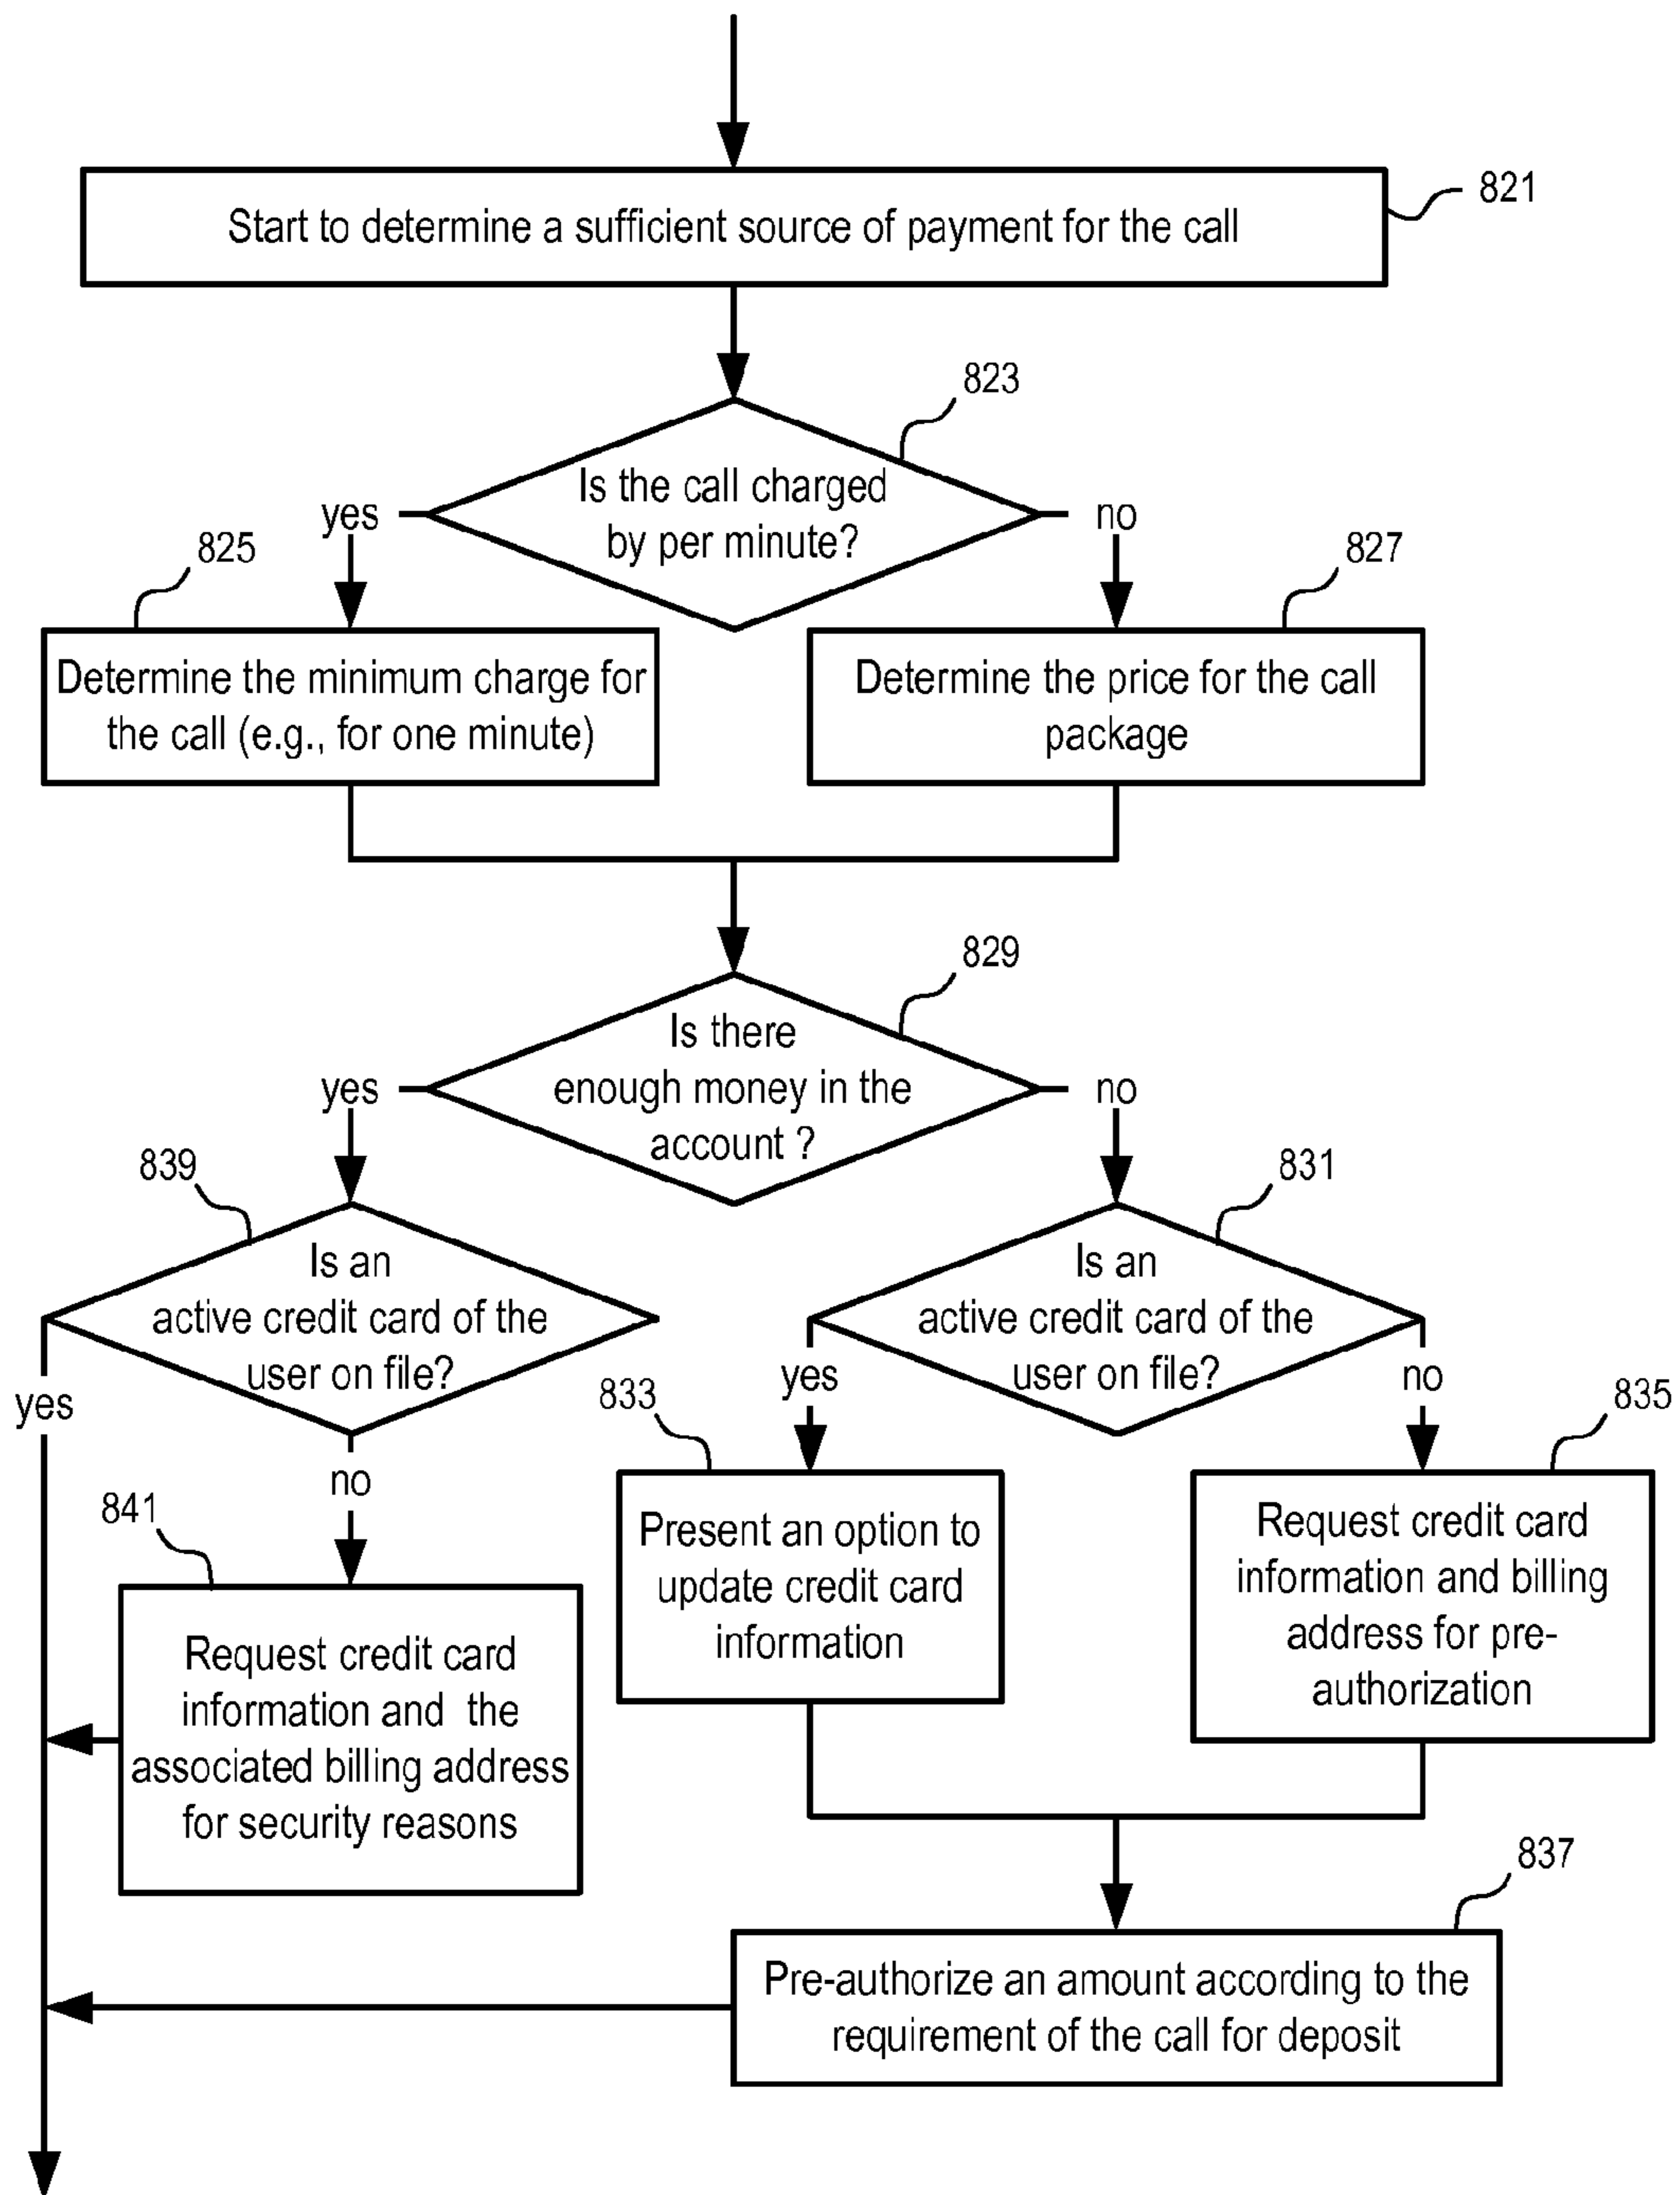 Start to determine a sufficient source of payment for the call
821
823
Is the call charged
by per minute?
yes
no
825
827
Determine the minimum charge for
the call (e.g., for one minute)
Determine the price for the call
package
829
Is there
enough money in the
account ?
yes
no
839
831
Is an
active credit card of the
user on file?
Is an
active credit card of the
user on file?
yes
no
yes
no
833
835
841
Present an option to
update credit card
information
Request credit card
information and billing
address for pre-
authorization
Request credit card
information and  the
associated billing address
for security reasons
837
Pre-authorize an amount according to the
requirement of the call for deposit